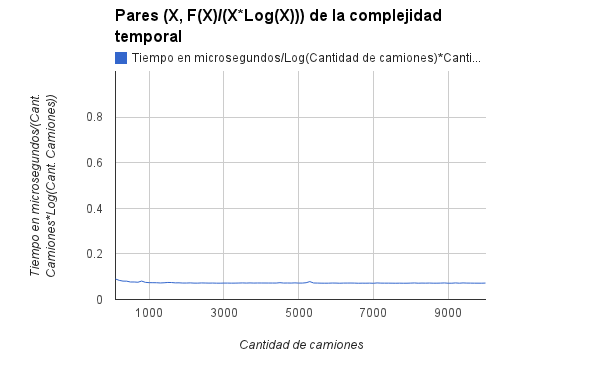 Pares (X, F(X)/(X*Log(X))) de la complejidad
temporal
Tiempo en microsegundos/Log(Cantidad de camiones)*Canti...
Tiempo en microsegundos/(Cant.
Camiones*Log(Cant. Camiones))
0.8
0.6
0.4
0.2
0
1000 3000 5000 7000 9000
Cantidad de camiones